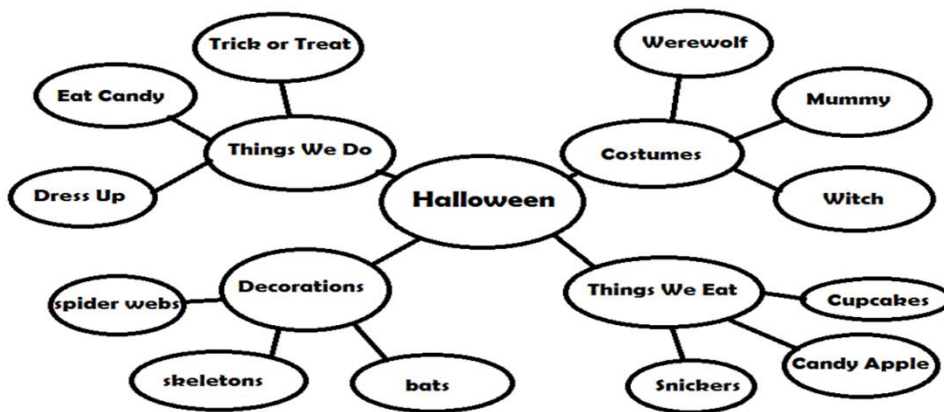 Trick or Treat
Eat Candy
Things We Do
Dress Up
Werewolf
Mummy
Costumes
Witch
Halloween
Decorations
spider webs
skeletons
bats
Things We Eat
Cupcakes
Candy Apple
Snickers